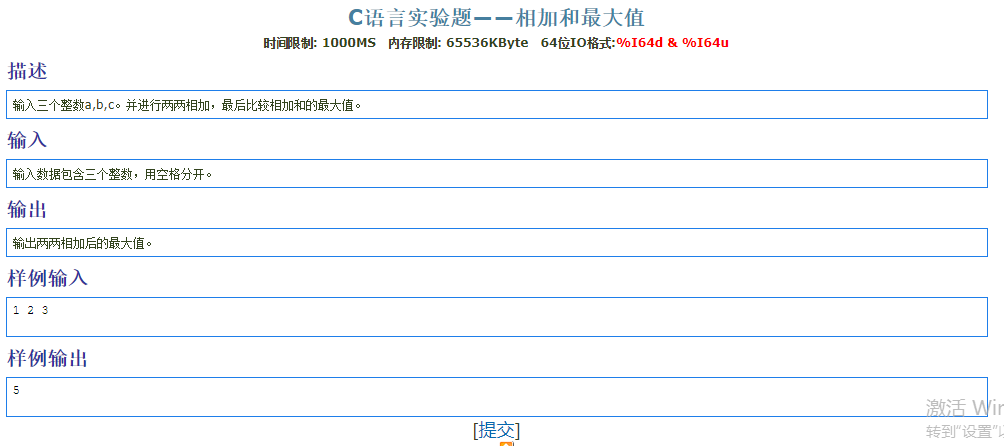 C语言实验题——相加和最大值
时间限制: 1000MS 内存限制: 65536KByte 64位IO格式:%I64d & %I64u
描述
输入三个整数a,b,c。并进行两两相加，最后比较相加和的最大值。
输入
输入数据包含三个整数，用空格分开。
输出
输出两两相加后的最大值。
样例输入
1 2 3
样例输出
5
[提交]
激活 Win
转到"设置"以